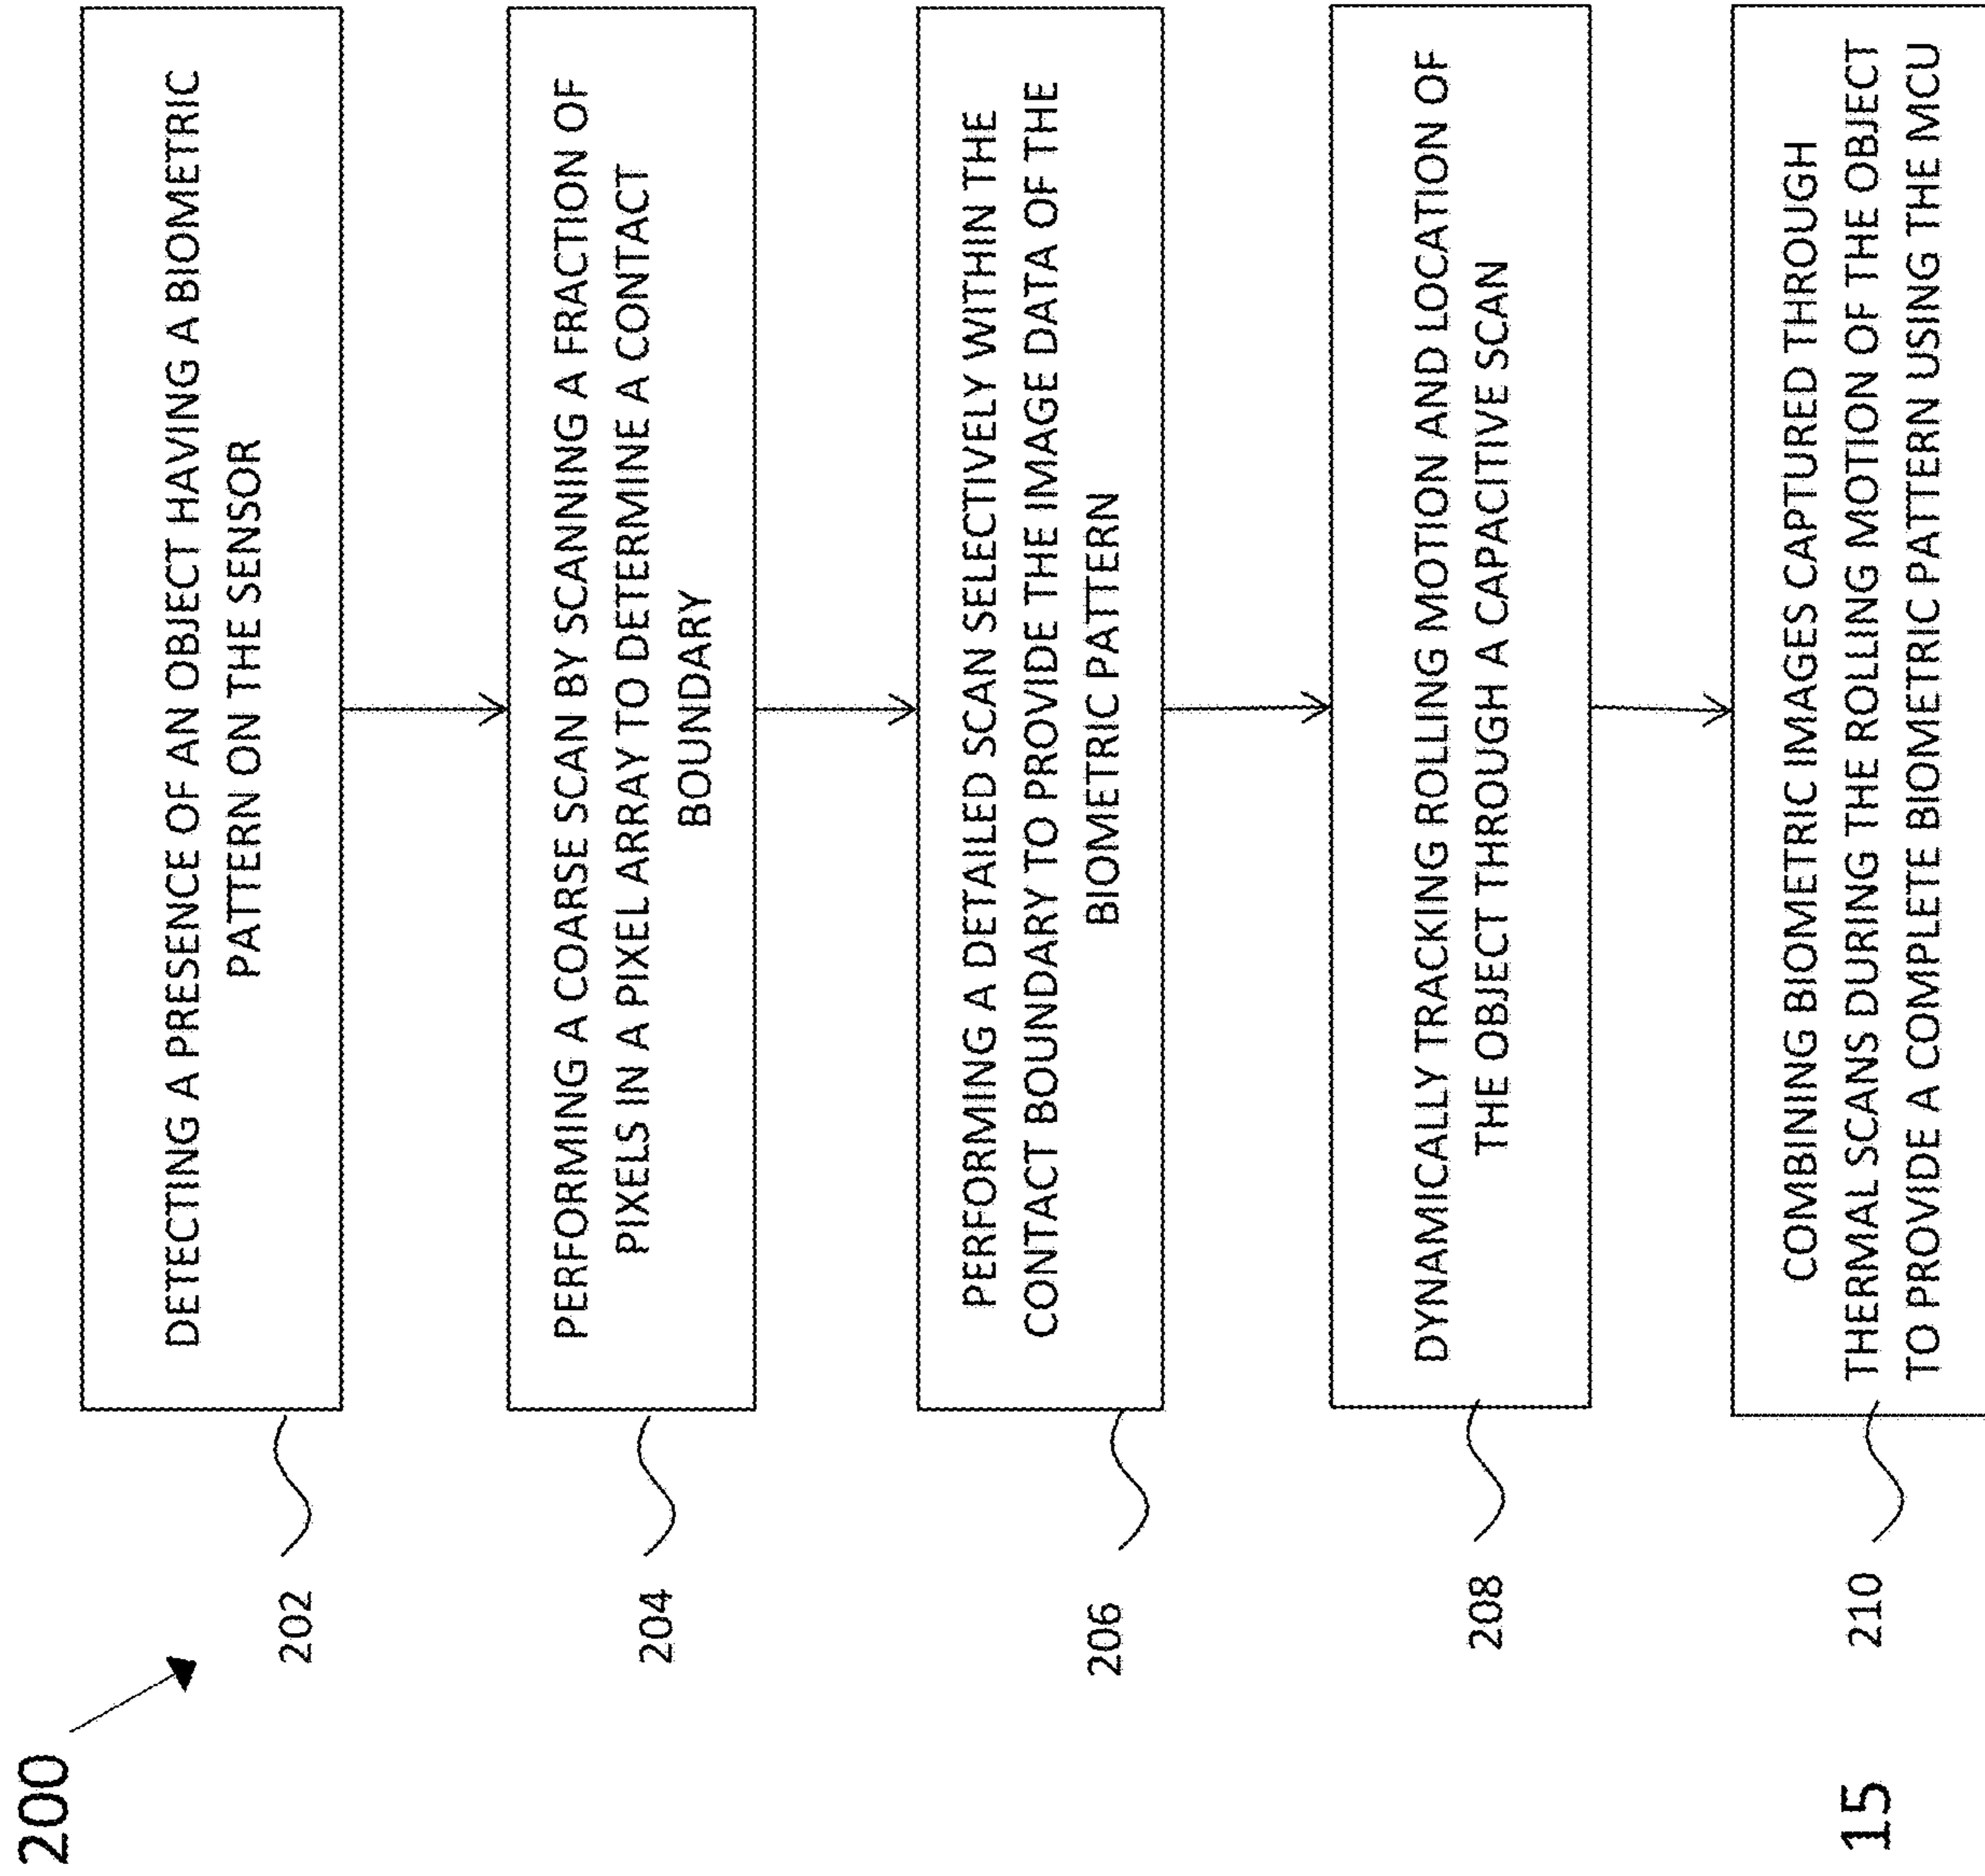 200
202
DETECTING A PRESENCE OF AN OBJECT HAVING A BIOMETRIC
PATTERN ON THE SENSOR
204
PERFORMING A COARSE SCAN BY SCANNING A FRACTION OF
PIXELS IN A PIXEL ARRAY TO DETERMINE A CONTACT
BOUNDARY
206
PERFORMING A DETAILED SCAN SELECTIVELY WITHIN THE
CONTACT BOUNDARY TO PROVIDE THE IMAGE DATA OF THE
BIOMETRIC PATTERN
208
DYNAMICALLY TRACKING ROLLING MOTION AND LOCATION OF
THE OBJECT THROUGH A CAPACITIVE SCAN
210
COMBINING BIOMETRIC IMAGES CAPTURED THROUGH
THERMAL SCANS DURING THE ROLLING MOTION OF THE OBJECT
TO PROVIDE A COMPLETE BIOMETRIC PATTERN USING THE MCU
15